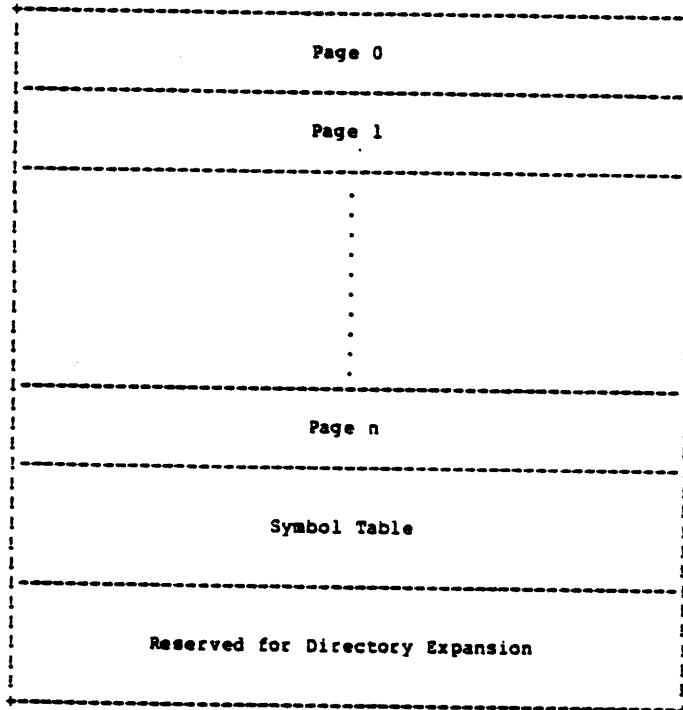 Page 0
Page 1
Page n
Symbol Table
Reserved for Directory Expansion